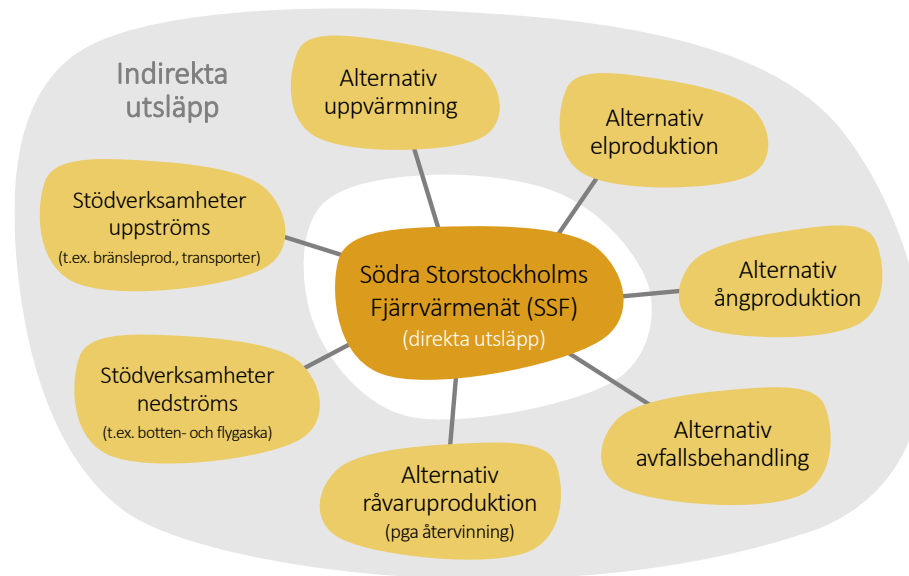 Indirekta
utsläpp
Alternativ
uppvärmning
Alternativ
elproduktion
Stödverksamheter
uppströms
(t.ex. bränsleprod., transporter)
Södra Storstockholms
Fjärrvärmenät (SSF)
(direkta utsläpp)
Alternativ
ångproduktion
Stödverksamheter
nedströms
(t.ex. botten- och flygaska)
Alternativ
avfallsbehandling
Alternativ
råvaruproduktion
(pga återvinning)